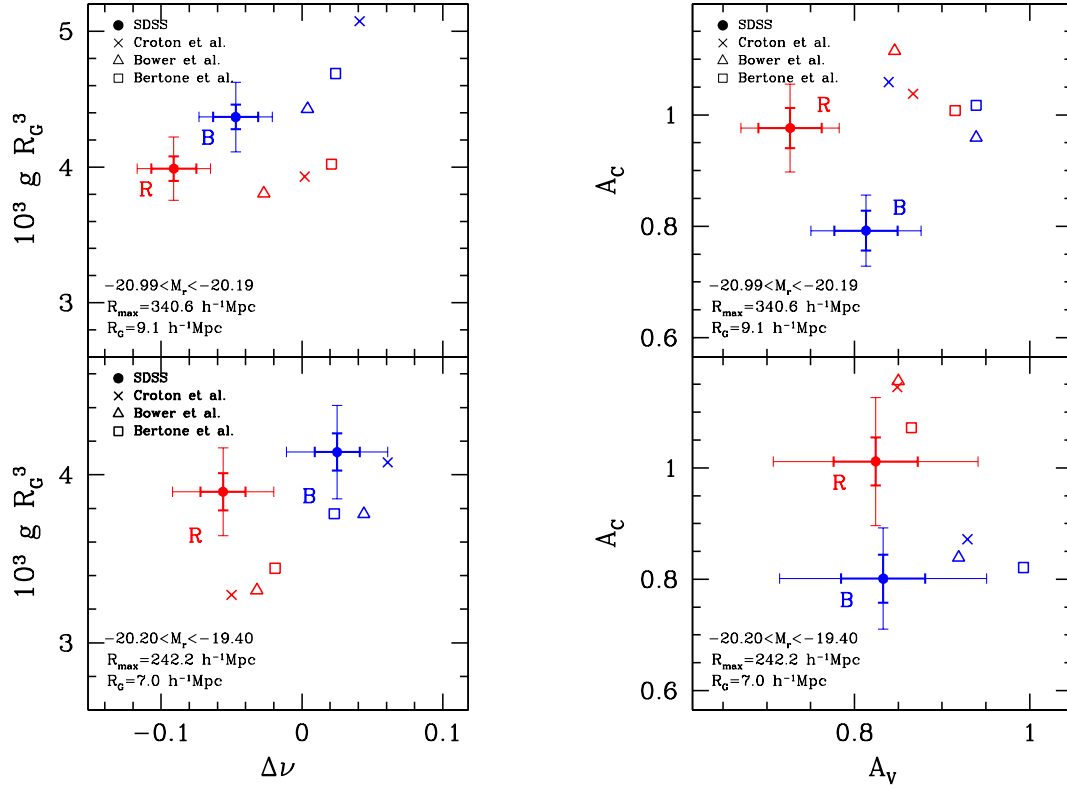 SDSS
Croton et al.
Bower et al.
Bertone et al.
5
4
3
10³ g R_G³
B
R
-20.99<M_r<-20.19
R_max=340.6 h⁻¹Mpc
R_G=9.1 h⁻¹Mpc
SDSS
Croton et al.
Bower et al.
Bertone et al.
4
3
10³ g R_G³
B
R
-20.20<M_r<-19.40
R_max=242.2 h⁻¹Mpc
R_G=7.0 h⁻¹Mpc
-0.1 0 0.1
Δν
SDSS
Croton et al.
Bower et al.
Bertone et al.
1
0.8
0.6
A_C
R
B
-20.99<M_r<-20.19
R_max=340.6 h⁻¹Mpc
R_G=9.1 h⁻¹Mpc
1
0.8
0.6
A_C
R
B
-20.20<M_r<-19.40
R_max=242.2 h⁻¹Mpc
R_G=7.0 h⁻¹Mpc
0.8 1
A_V